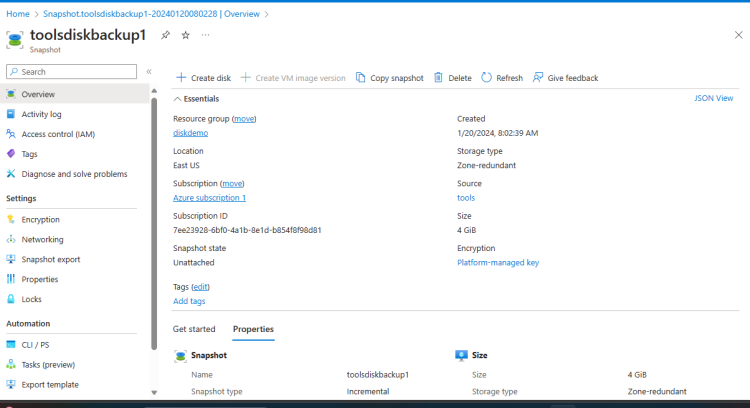 Home > Snapshot.toolsdiskbackup1-20240120080228 | Overview >
toolsdiskbackup1
Snapshot
Search
Overview
Activity log
Access control (IAM)
Tags
Diagnose and solve problems
Settings
Encryption
Networking
Snapshot export
Properties
Locks
Automation
CLI / PS
Tasks (preview)
Export template
Create disk Create VM image version Copy snapshot Delete Refresh Give feedback
Essentials JSON View
Resource group (move)
diskdemo
Location
East US
Subscription (move)
Azure subscription 1
Subscription ID
7ee23928-6bf0-4a1b-8e1d-b854f8f98d81
Snapshot state
Unattached
Created
1/20/2024, 8:02:39 AM
Storage type
Zone-redundant
Source
tools
Size
4 GiB
Encryption
Platform-managed key
Tags (edit)
Add tags
Get started Properties
Snapshot
Name toolsdiskbackup1
Snapshot type Incremental
Size
Size 4 GiB
Storage type Zone-redundant